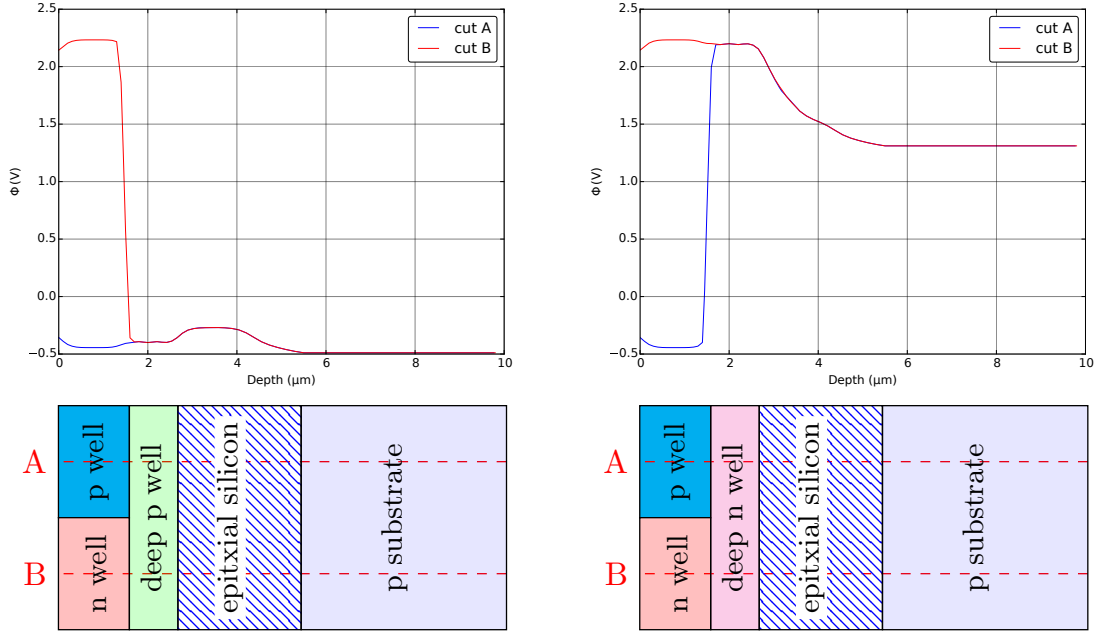 2.5
2.0
1.5
1.0
0.5
0.0
−0.5
Φ (V)
0 2 4 6 8 10
Depth (μm)
cut A
cut B
2.5
2.0
1.5
1.0
0.5
0.0
−0.5
Φ (V)
0 2 4 6 8 10
Depth (μm)
cut A
cut B
A
B
p well
n well
deep p well
epitxial silicon
p substrate
A
B
p well
n well
deep n well
epitxial silicon
p substrate